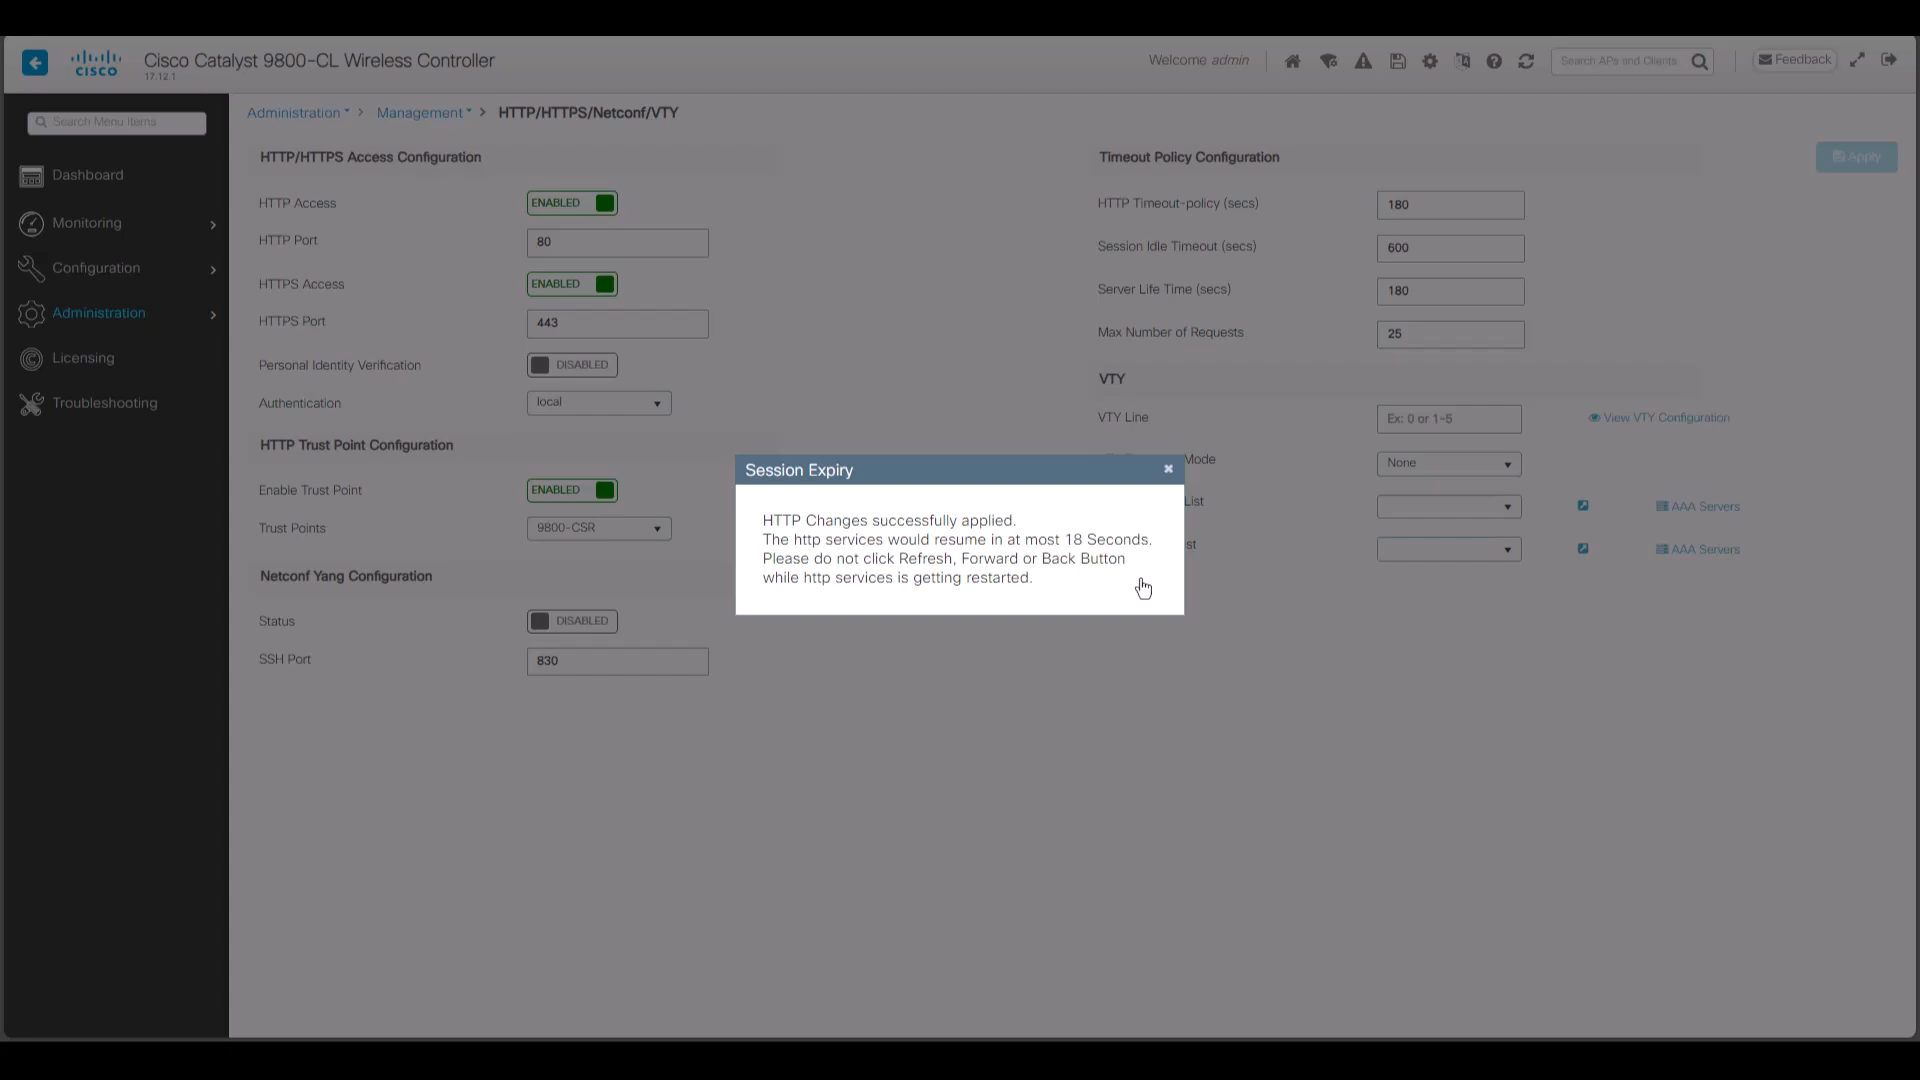 CISCO
Cisco Catalyst 9800-CL Wireless Controller
17.12.1
Welcome admin
Search APs and Clients
Feedback
Search Menu Items
Dashboard
Monitoring
Configuration
Administration
Licensing
Troubleshooting
Administration > Management > HTTP/HTTPS/Netconf/VTY
HTTP/HTTPS Access Configuration
HTTP Access ENABLED
HTTP Port 80
HTTPS Access ENABLED
HTTPS Port 443
Personal Identity Verification DISABLED
Authentication local
HTTP Trust Point Configuration
Enable Trust Point ENABLED
Trust Points 9800-CSR
Netconf Yang Configuration
Status DISABLED
SSH Port 830
Timeout Policy Configuration
Apply
HTTP Timeout-policy (secs) 180
Session Idle Timeout (secs) 600
Server Life Time (secs) 180
Max Number of Requests 25
VTY
VTY Line Ex: 0 or 1-5 View VTY Configuration
Mode None
List AAA Servers
st AAA Servers
Session Expiry
HTTP Changes successfully applied.
The http services would resume in at most 18 Seconds.
Please do not click Refresh, Forward or Back Button
while http services is getting restarted.